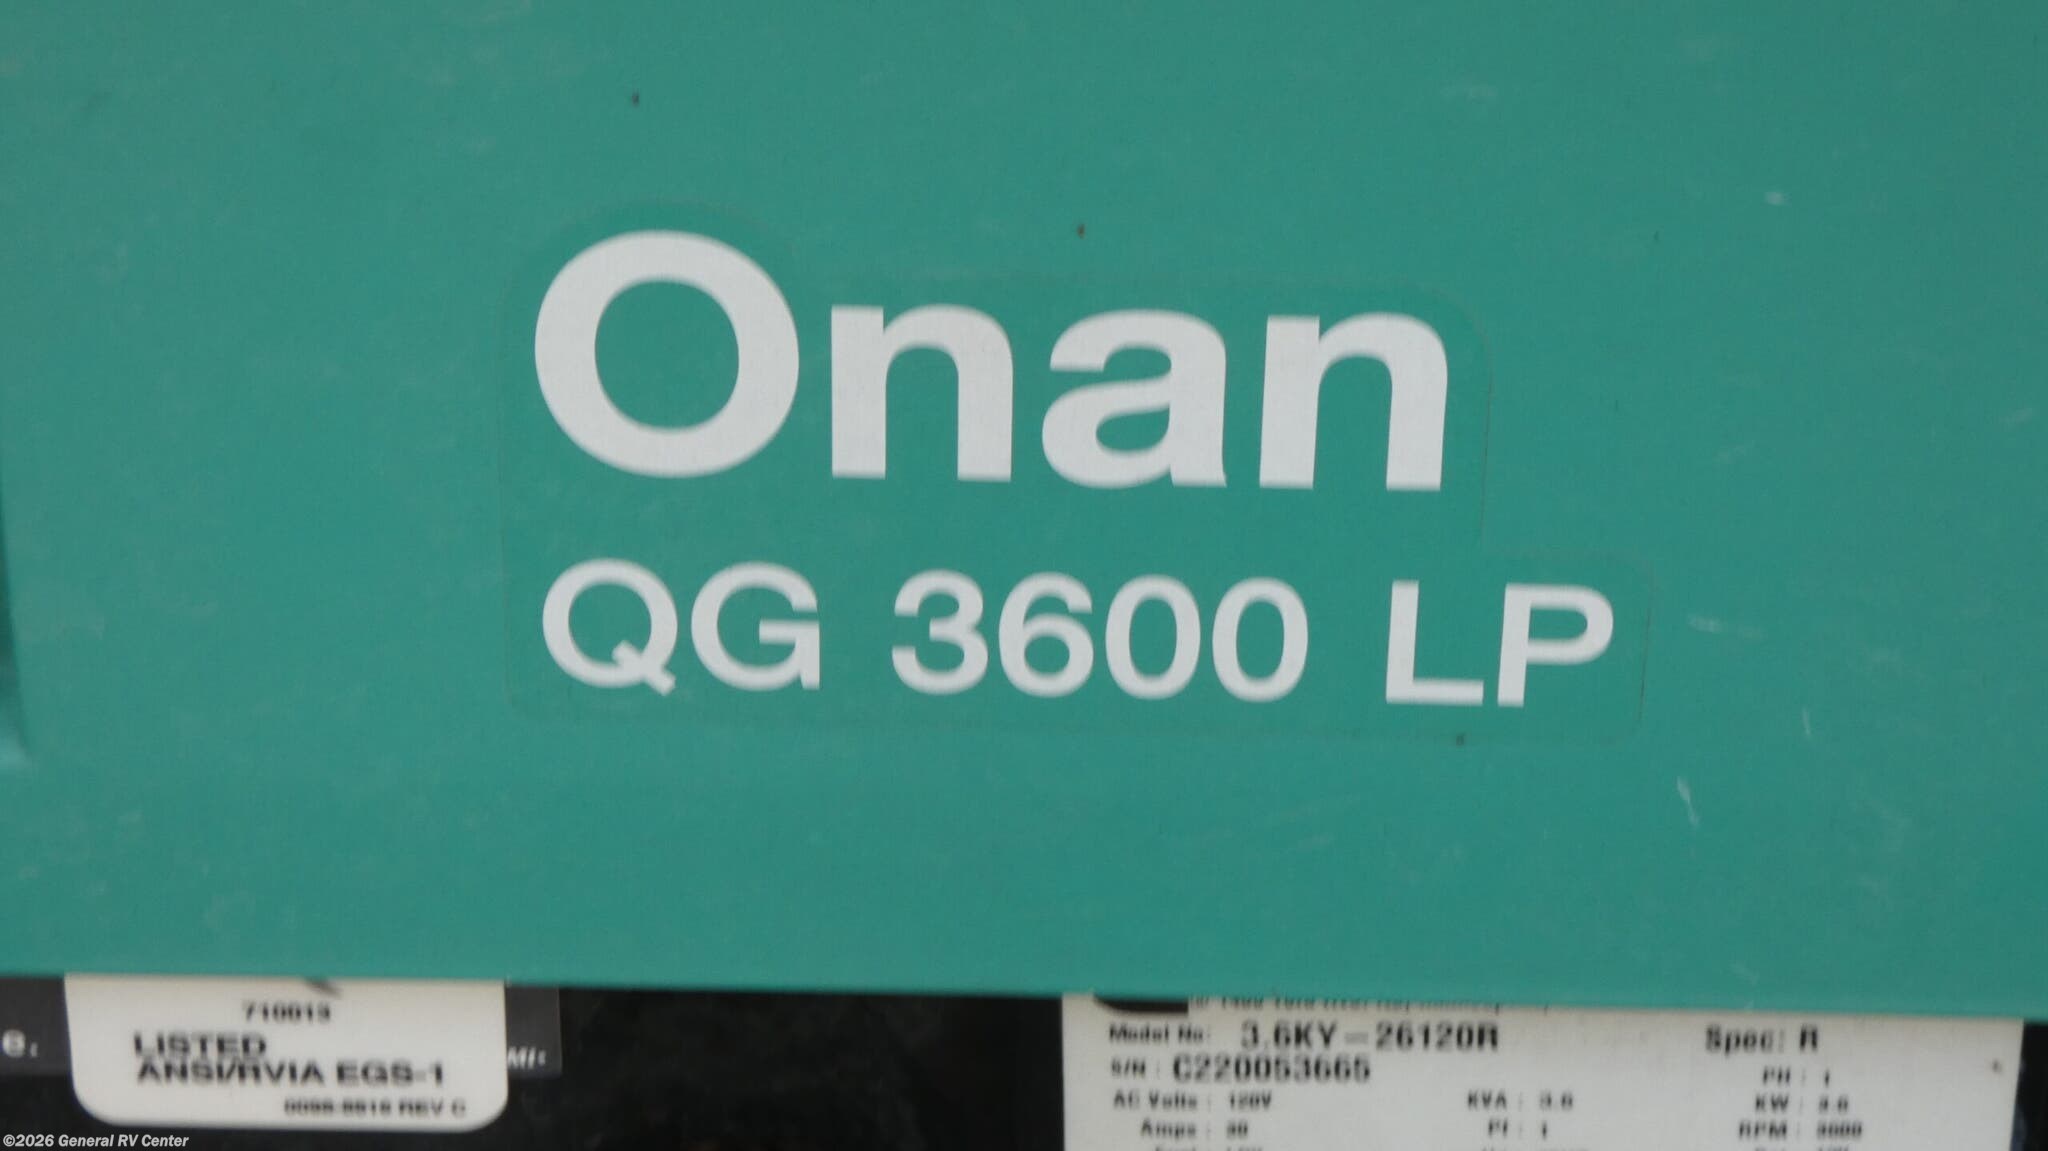 Onan
QG 3600 LP
710013
LISTED
ANSI/RVIA EGS-1
REV C
e.
Mi:
Model No: 3.6KY-26120R Spec: R
S/N : C220053665 PH : 1
AC Volts : 120V KVA : 3.6 KW : 3.6
Amps : 30 Pf : 1 RPM :
©2026 General RV Center